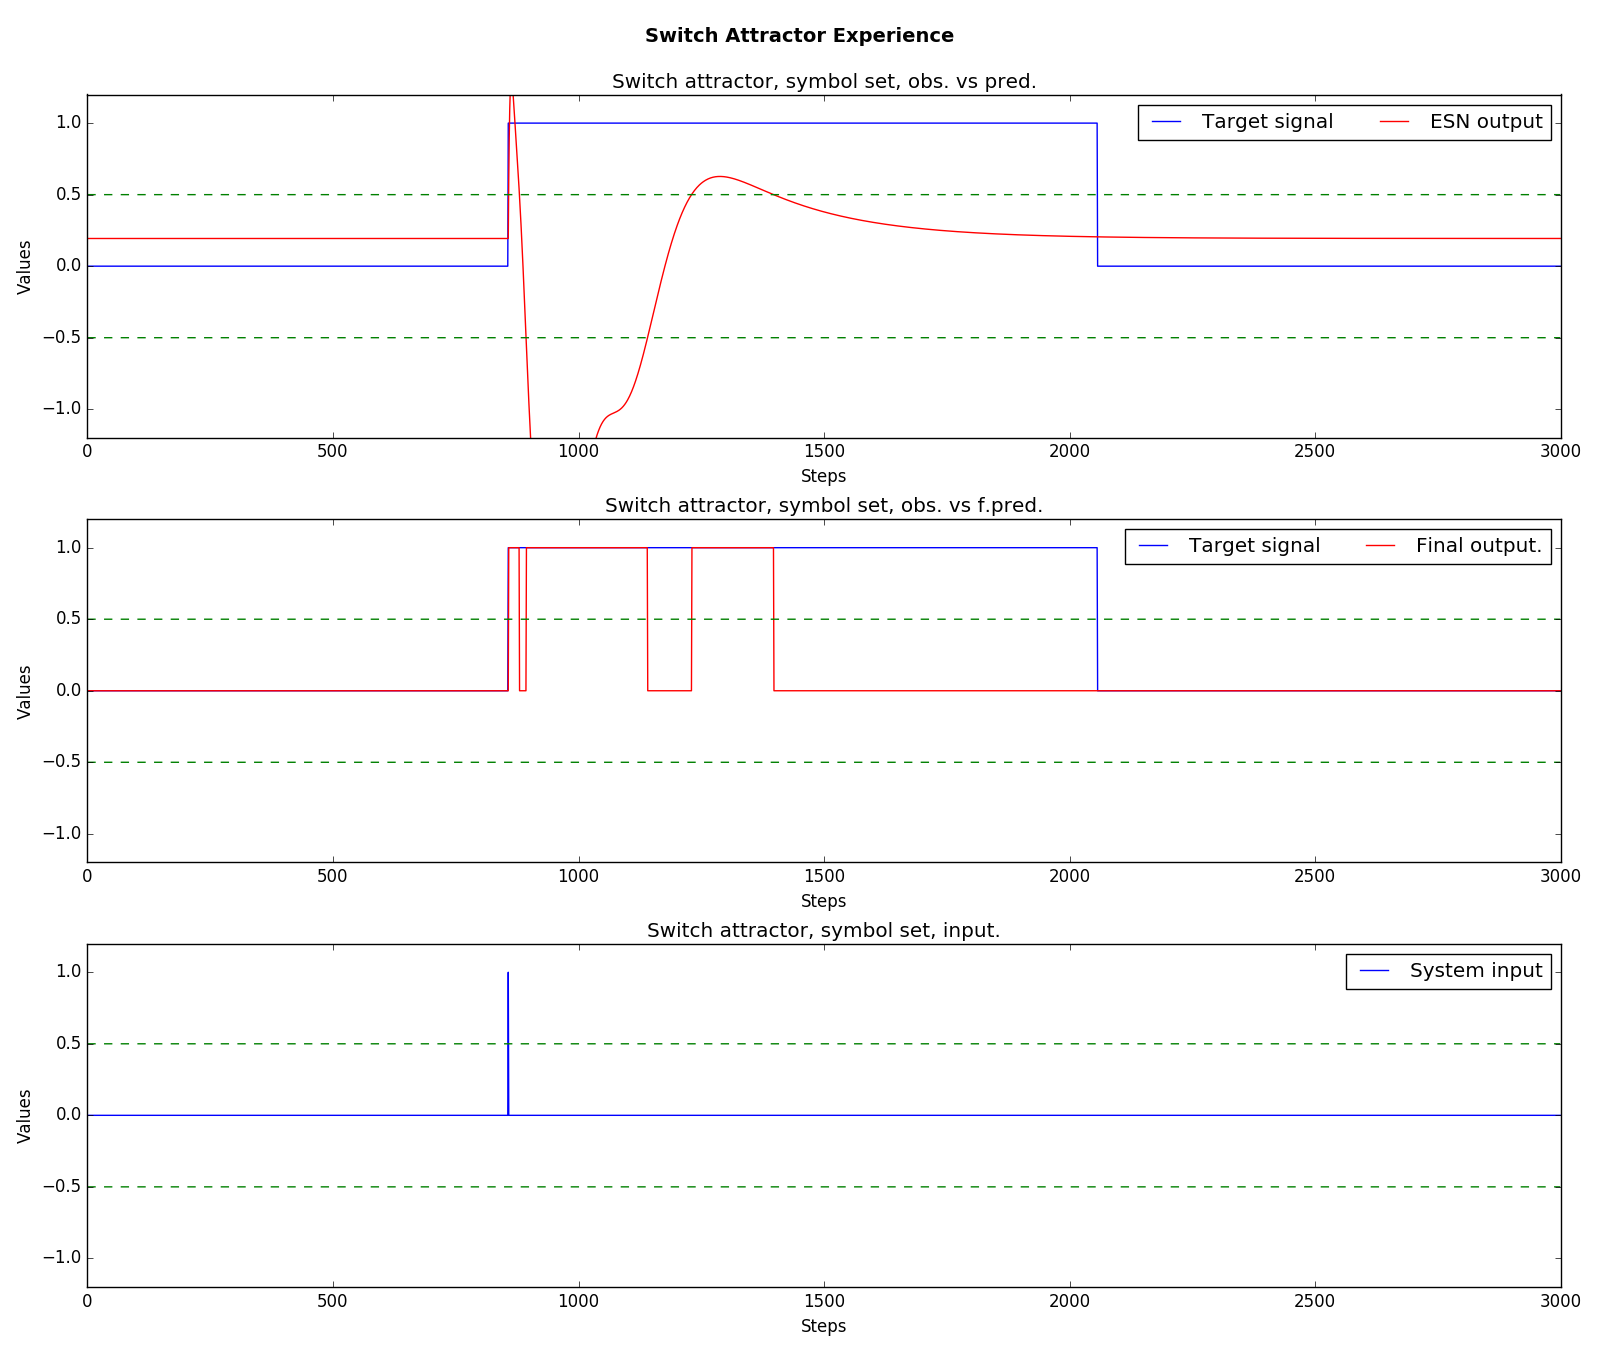 Switch Attractor Experience
Switch attractor, symbol set, obs. vs pred.
Target signal ESN output
1.0
0.5
0.0
−0.5
−1.0
Values
0 500 1000 1500 2000 2500 3000
Steps
Switch attractor, symbol set, obs. vs f.pred.
Target signal Final output.
1.0
0.5
0.0
−0.5
−1.0
Values
0 500 1000 1500 2000 2500 3000
Steps
Switch attractor, symbol set, input.
System input
1.0
0.5
0.0
−0.5
−1.0
Values
0 500 1000 1500 2000 2500 3000
Steps